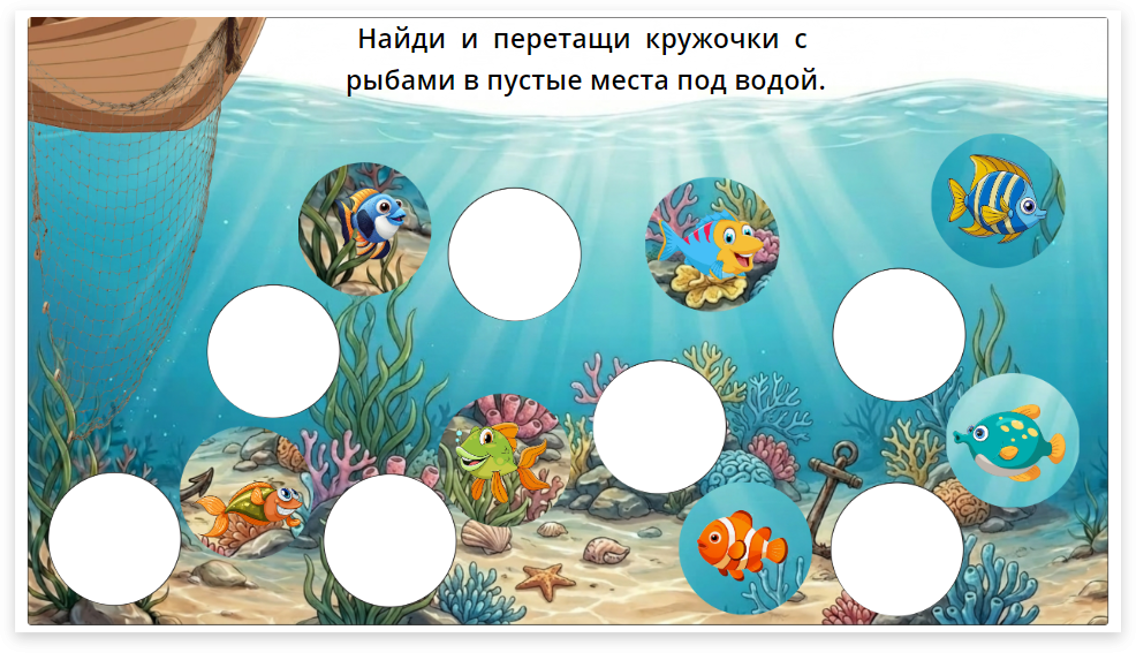 Найди и перетащи кружочки с
рыбами в пустые места под водой.